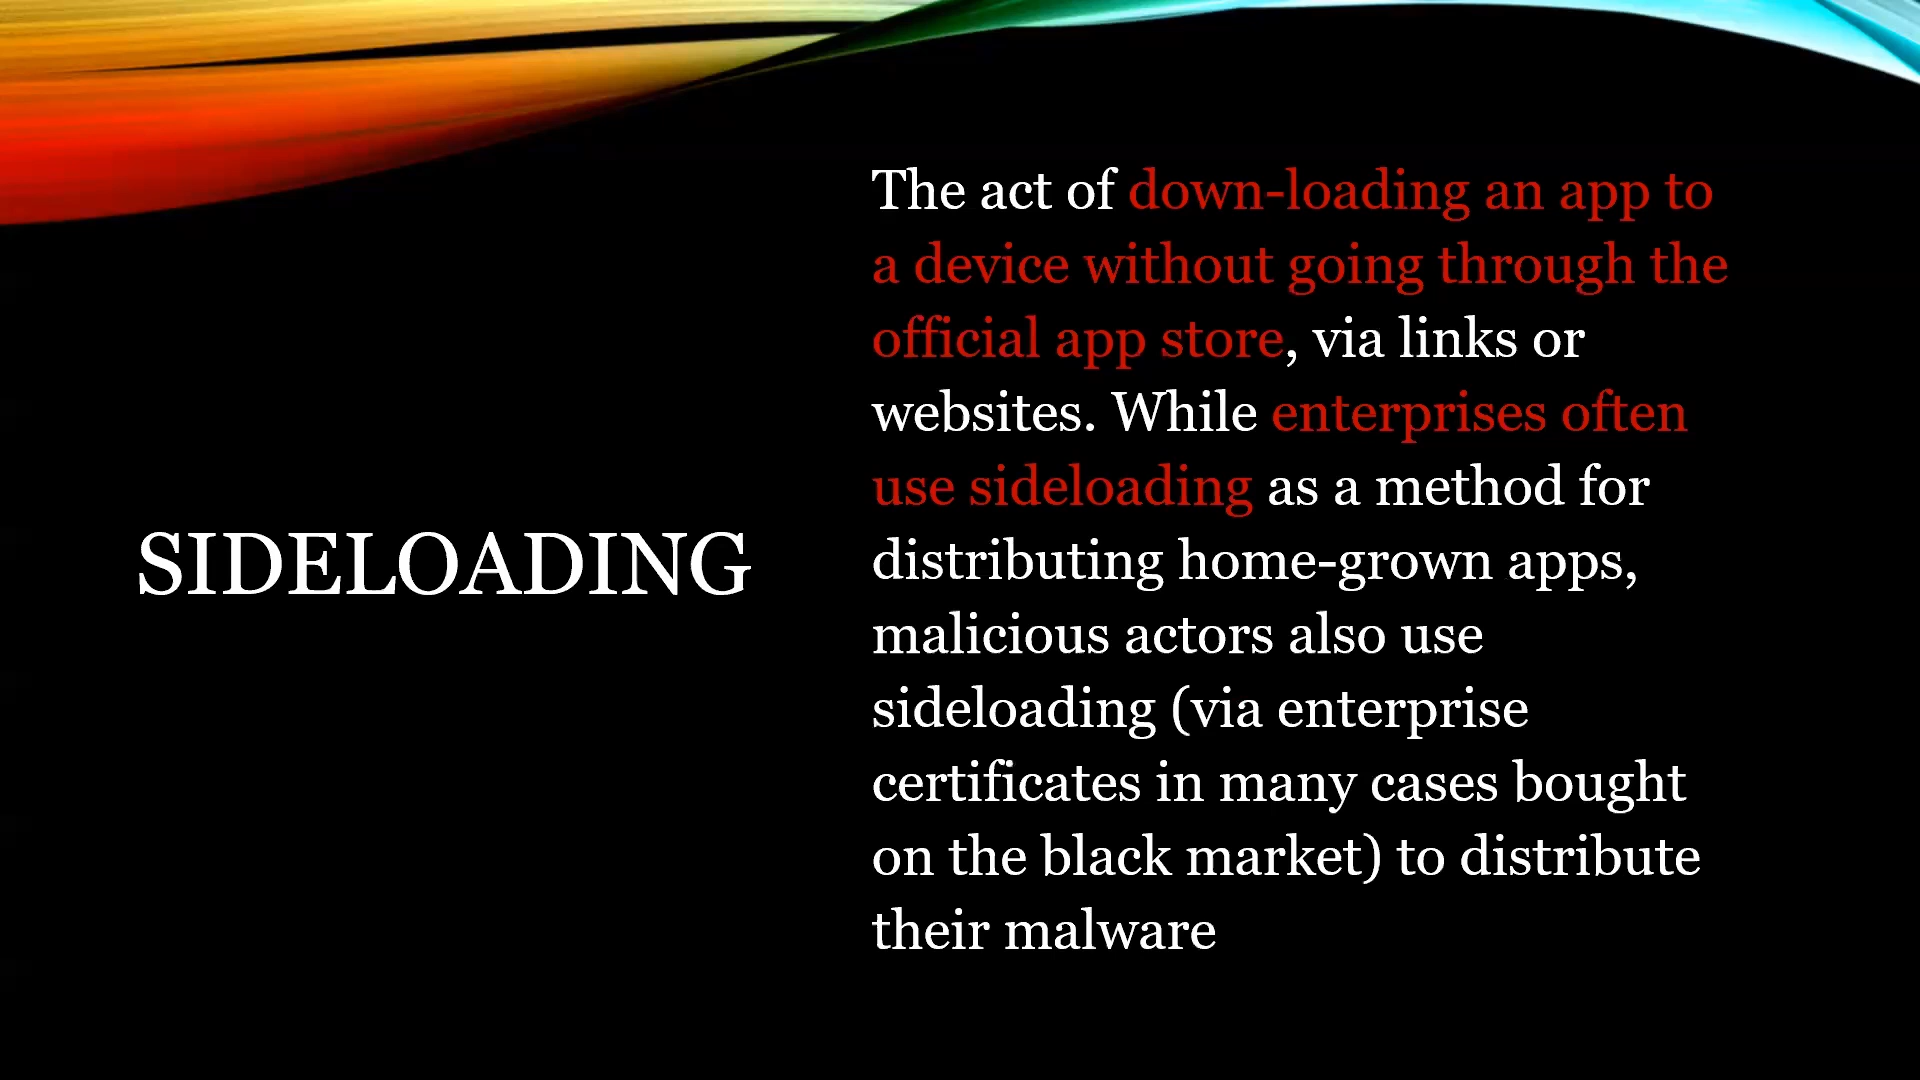 SIDELOADING
The act of down-loading an app to
a device without going through the
official app store, via links or
websites. While enterprises often
use sideloading as a method for
distributing home-grown apps,
malicious actors also use
sideloading (via enterprise
certificates in many cases bought
on the black market) to distribute
their malware